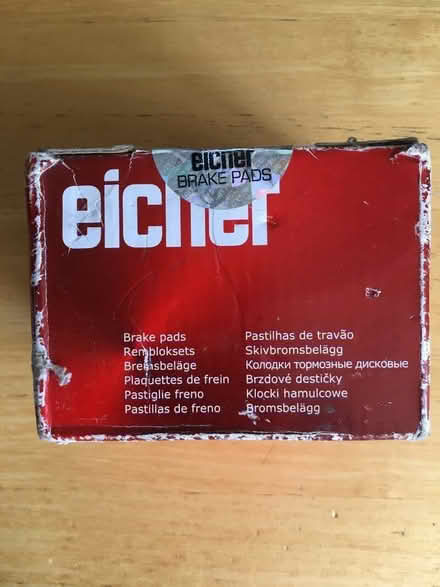 eicher
BRAKE PADS
eicher
Brake pads
Rembloksets
Bremsbeläge
Plaquettes de frein
Pastiglie freno
Pastillas de freno
Pastilhas de travão
Skivbromsbelägg
Колодки тормозные дисковые
Brzdové destičky
Klocki hamulcowe
Bromsbelägg